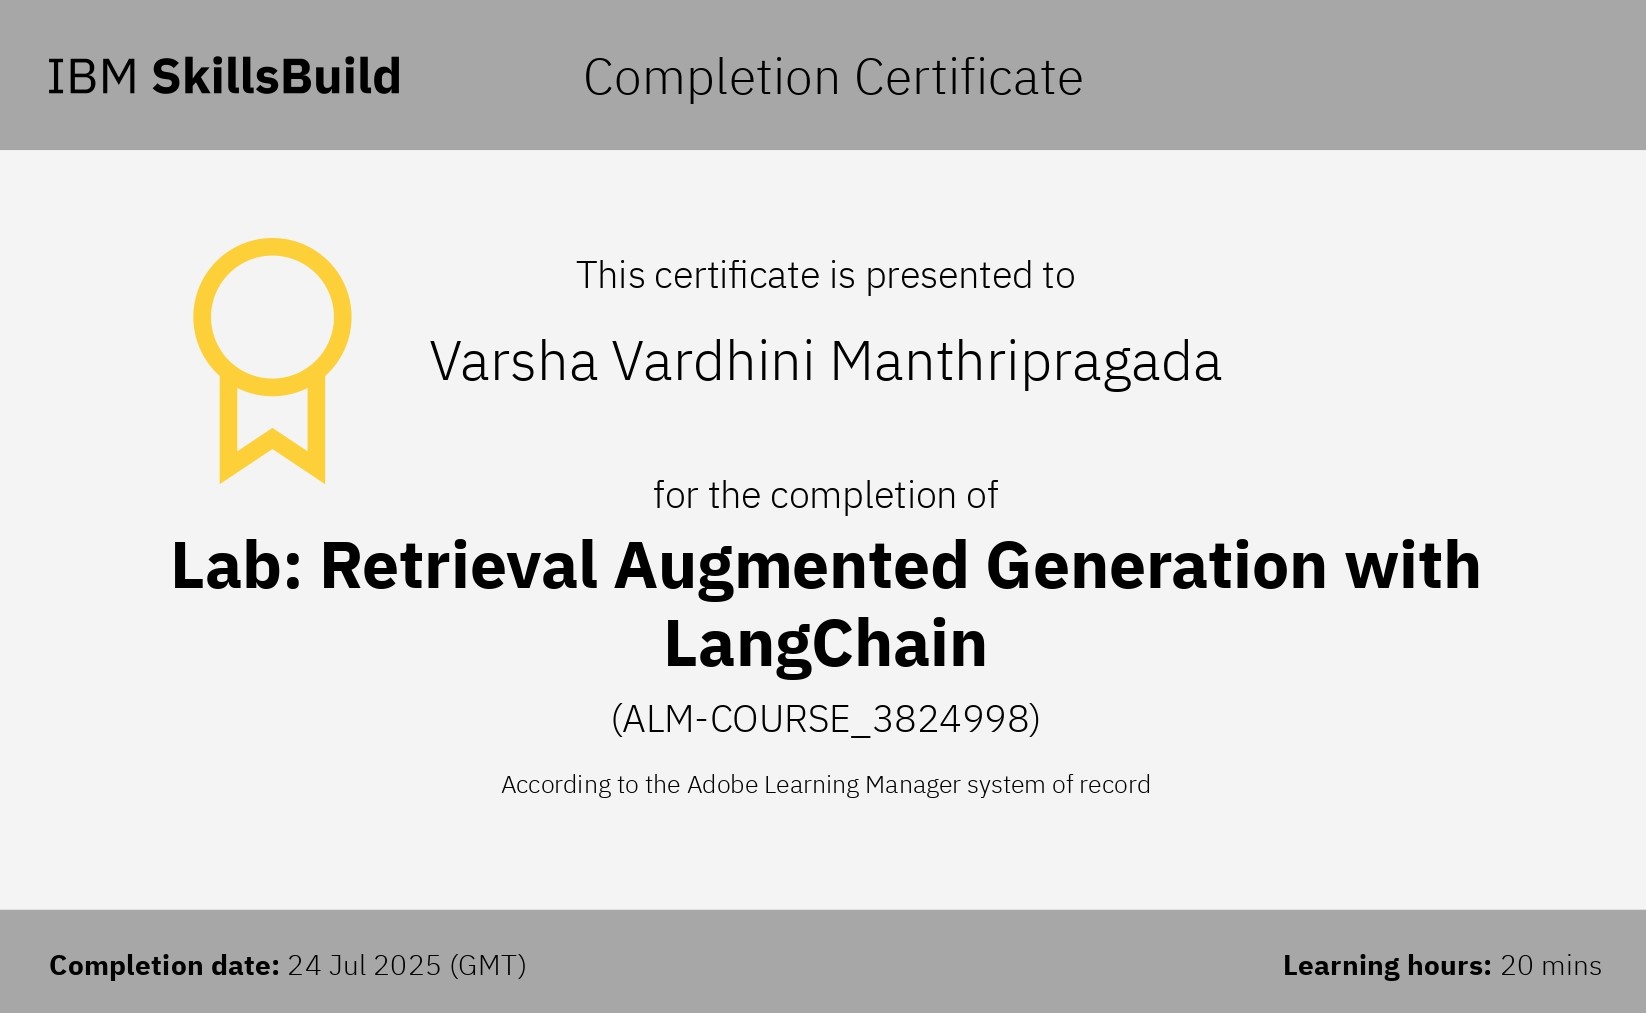 IBM SkillsBuild
Completion Certificate
This certificate is presented to
Varsha Vardhini Manthripragada
for the completion of
Lab: Retrieval Augmented Generation with
LangChain
(ALM-COURSE_3824998)
According to the Adobe Learning Manager system of record
Completion date: 24 Jul 2025 (GMT)
Learning hours: 20 mins